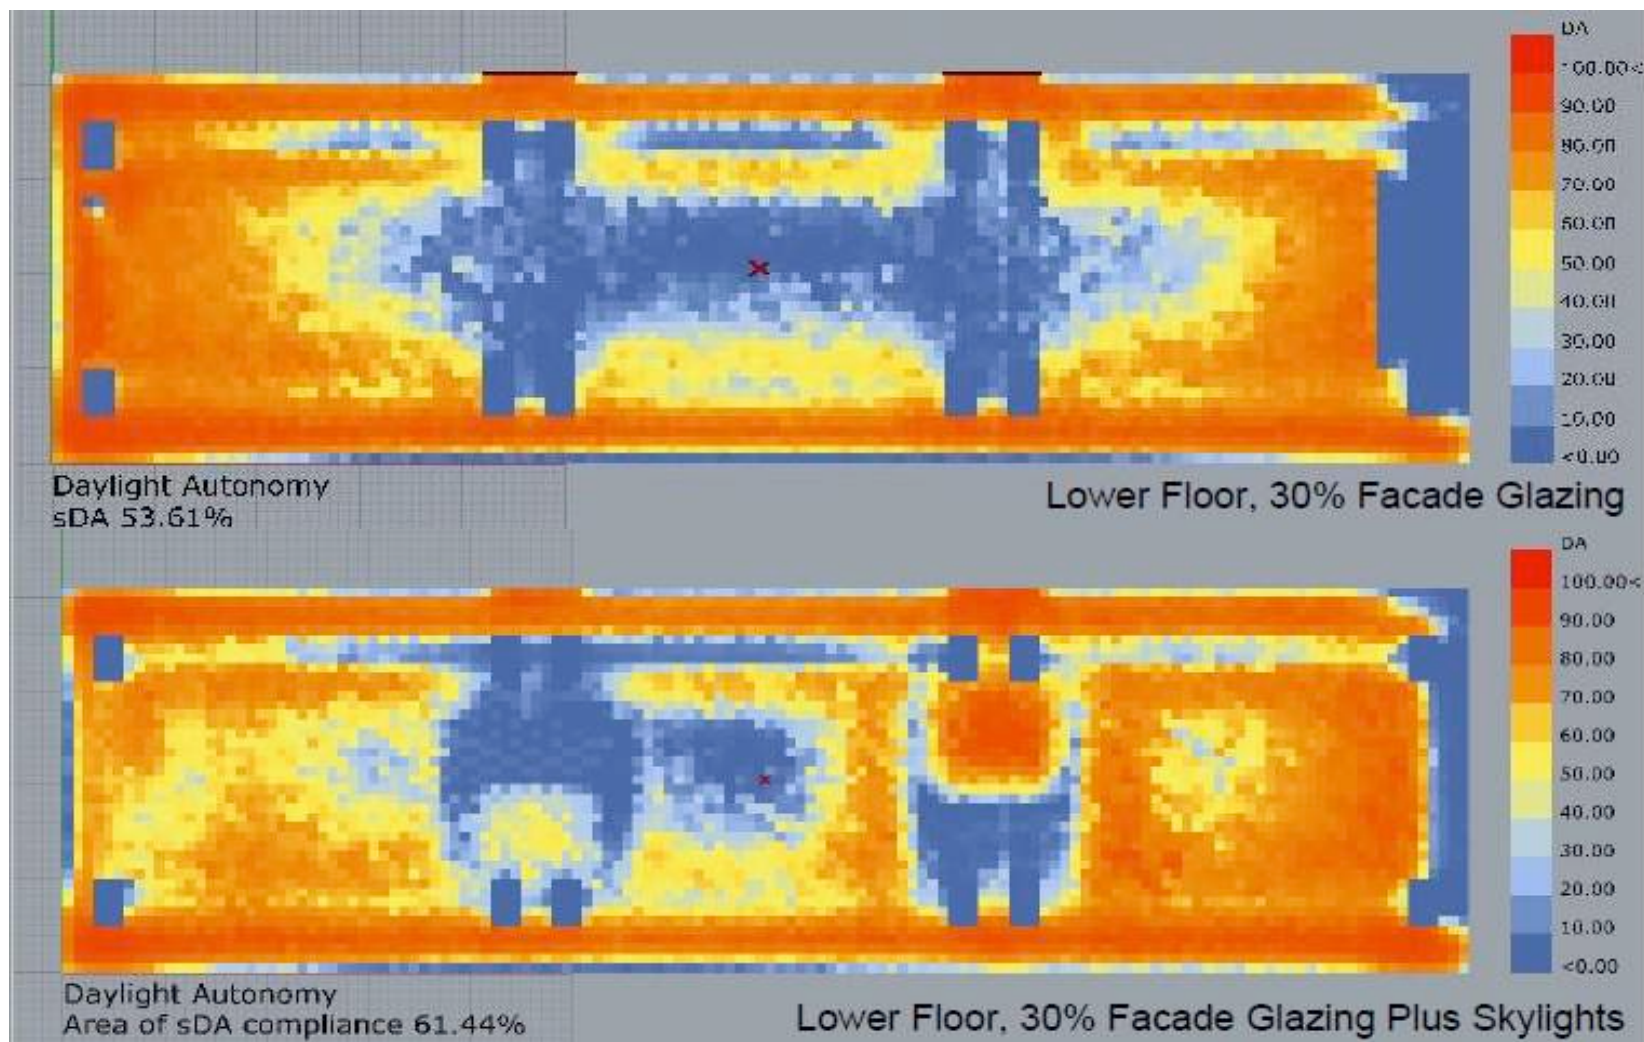 DA
100.00<
90.00
80.00
70.00
60.00
50.00
40.00
30.00
20.00
10.00
<0.00
Daylight Autonomy
sDA 53.61%
Lower Floor, 30% Facade Glazing
DA
100.00<
90.00
80.00
70.00
60.00
50.00
40.00
30.00
20.00
10.00
<0.00
Daylight Autonomy
Area of sDA compliance 61.44%
Lower Floor, 30% Facade Glazing Plus Skylights